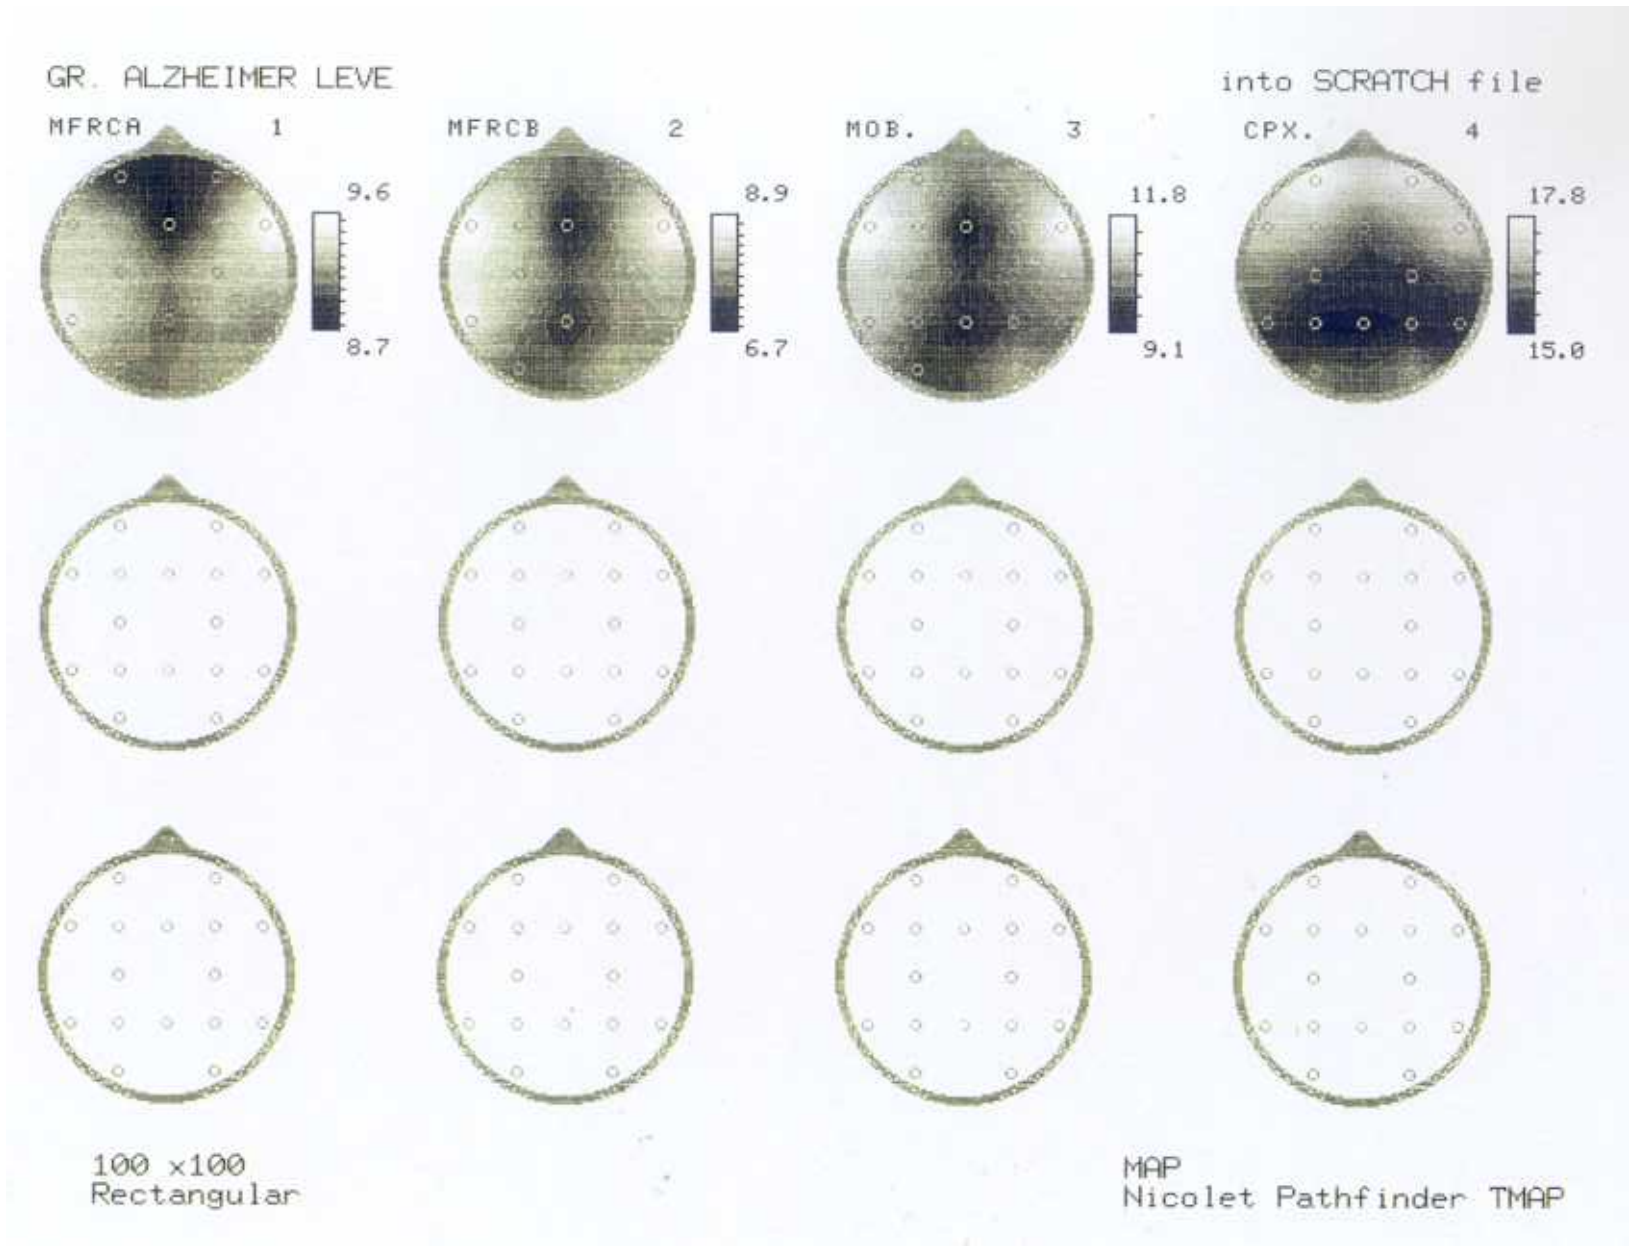 GR. ALZHEIMER LEVE
into SCRATCH file
MFRCA 1
MFRCB 2
MOB. 3
CPX. 4
9.6
8.7
8.9
6.7
11.8
9.1
17.8
15.0
100 x100
Rectangular
MAP
Nicolet Pathfinder TMAP